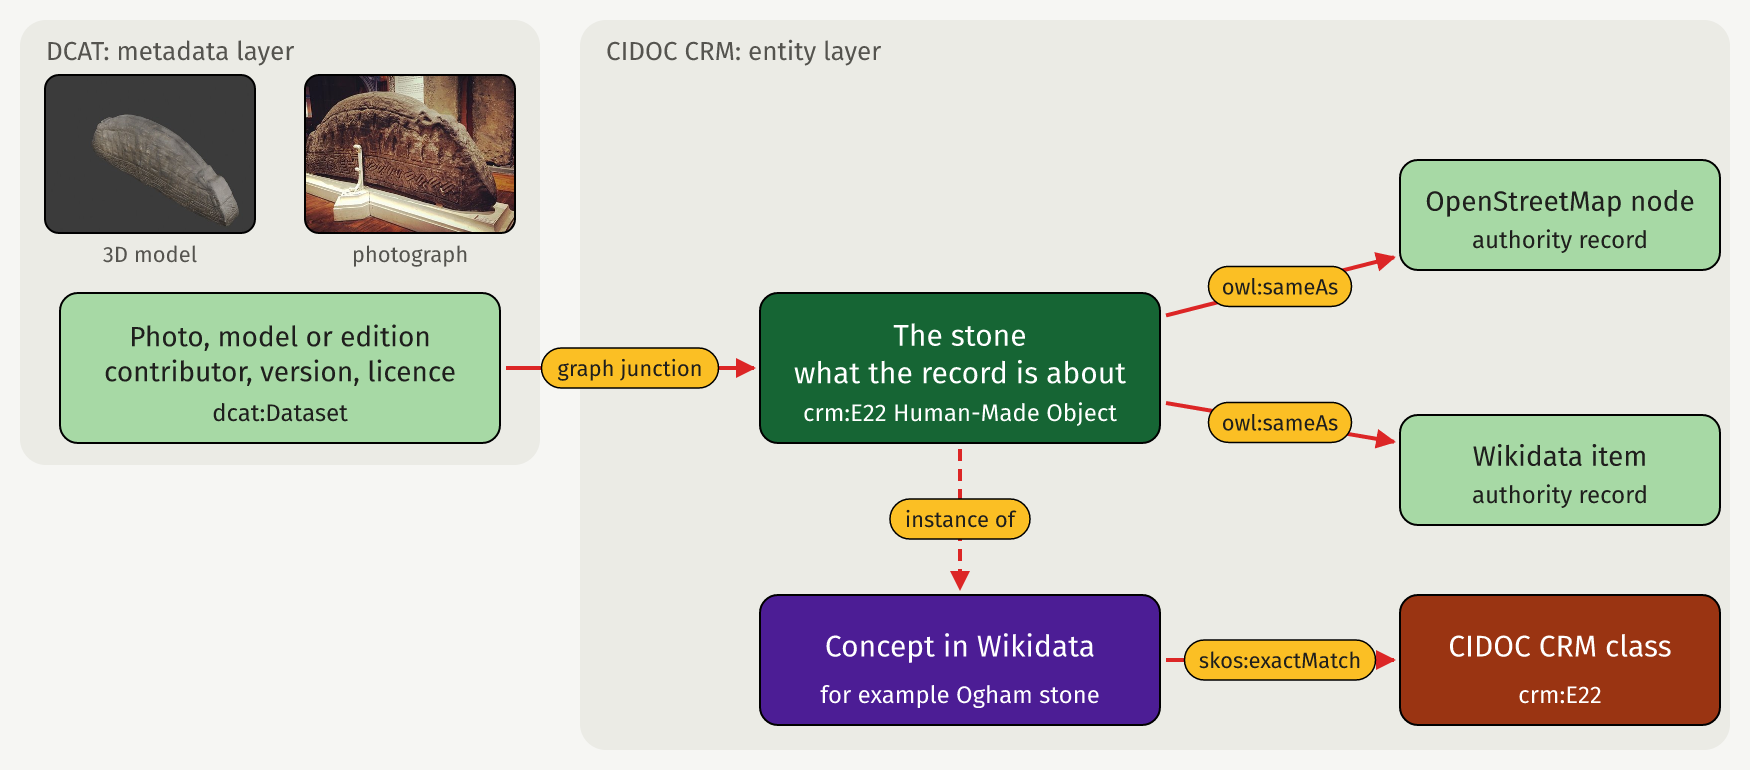 DCAT: metadata layer
3D model
photograph
Photo, model or edition
contributor, version, licence
dcat:Dataset
graph junction
CIDOC CRM: entity layer
The stone
what the record is about
crm:E22 Human-Made Object
owl:sameAs
OpenStreetMap node
authority record
owl:sameAs
Wikidata item
authority record
instance of
Concept in Wikidata
for example Ogham stone
skos:exactMatch
CIDOC CRM class
crm:E22